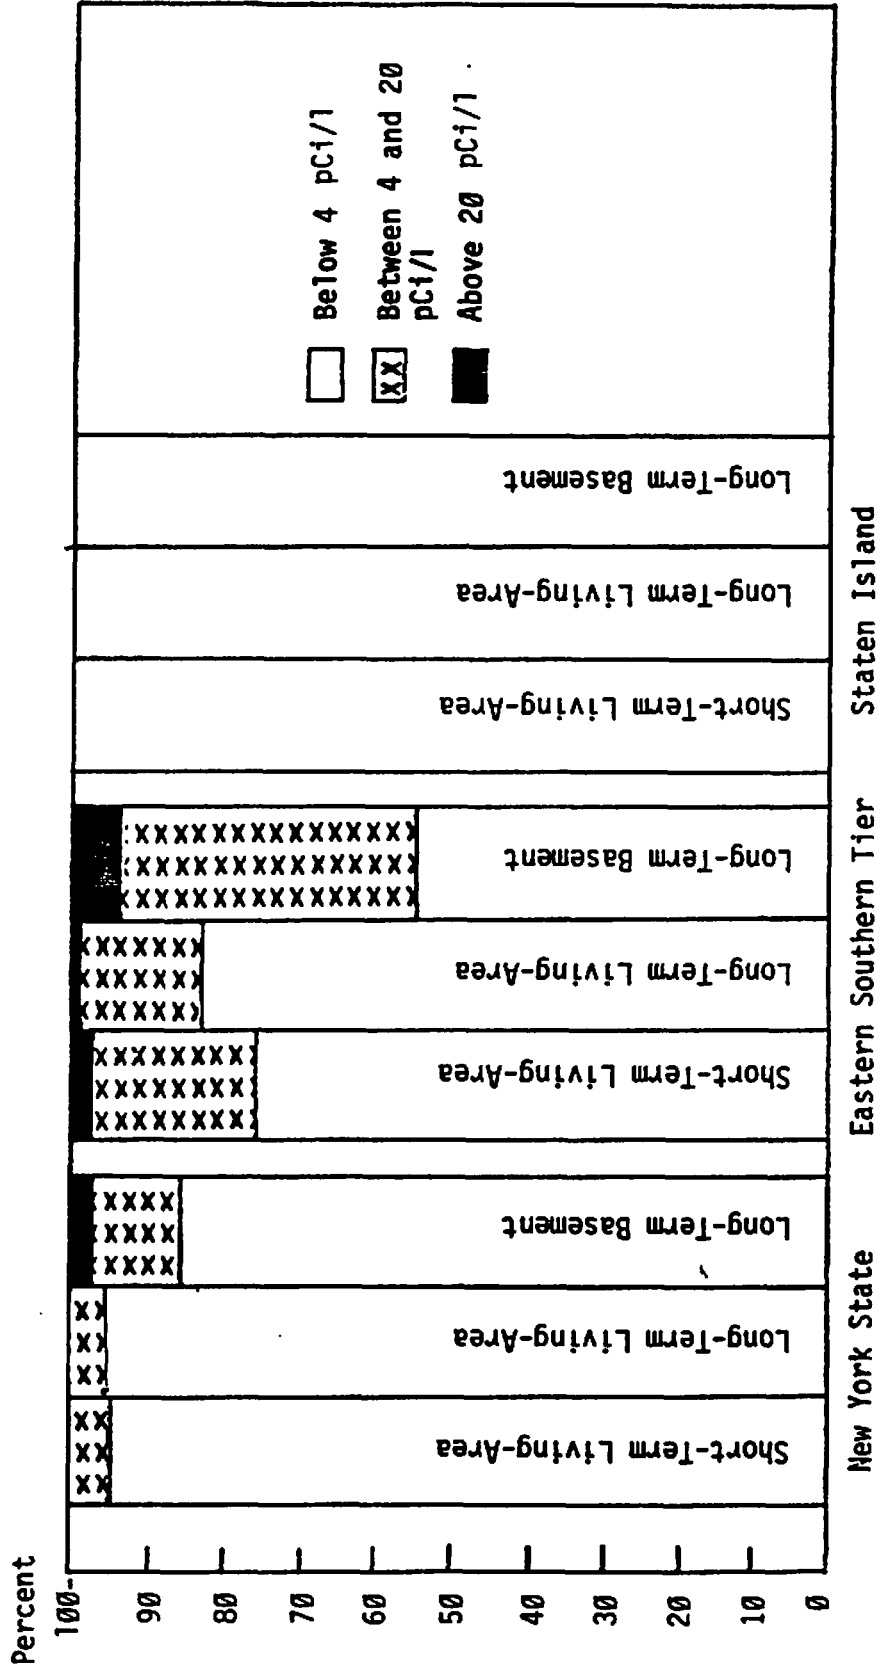 Percent
100-
90
80
70
60
50
40
30
20
10
0
Short-Term Living-Area
Long-Term Living-Area
Long-Term Basement
Short-Term Living-Area
Long-Term Living-Area
Long-Term Basement
Short-Term Living-Area
Long-Term Living-Area
Long-Term Basement
New York State
Eastern Southern Tier
Staten Island
Below 4 pCi/l
XX Between 4 and 20
pCi/l
Above 20 pCi/l